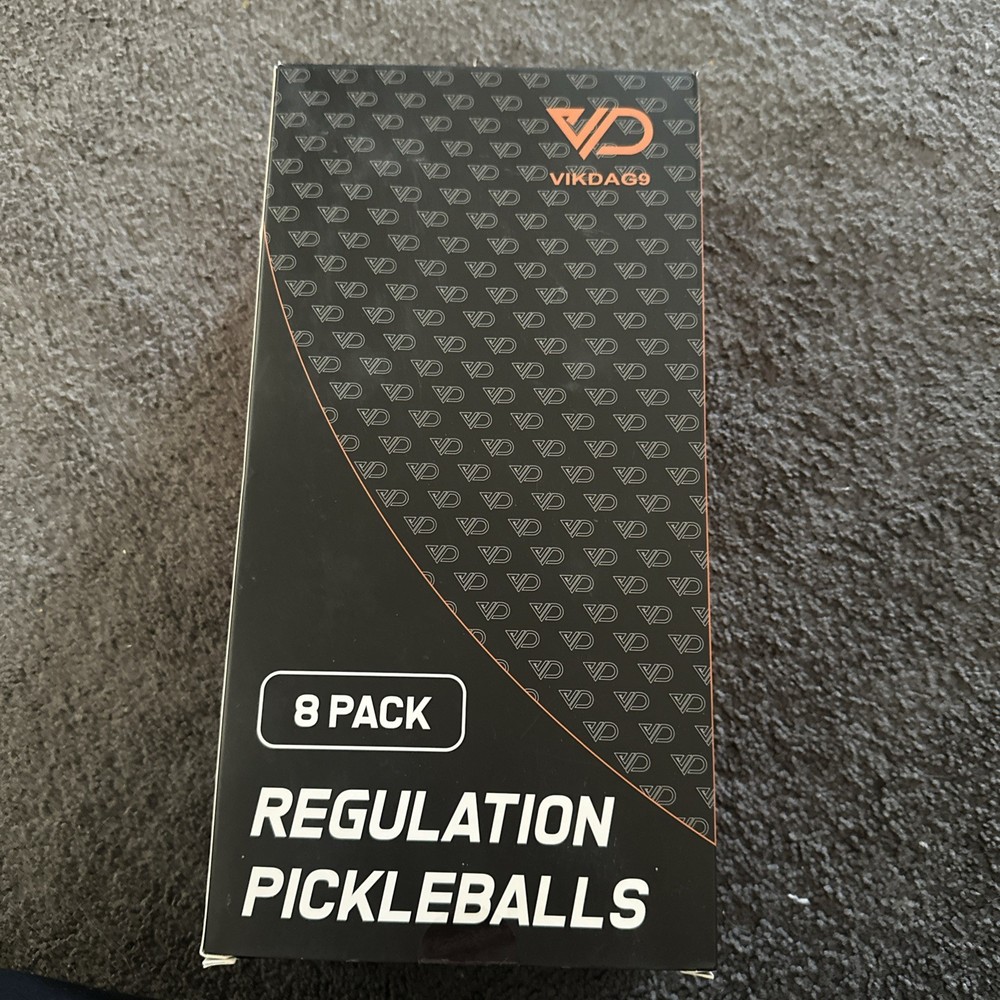 VIKDAG9
8 PACK
REGULATION
PICKLEBALLS